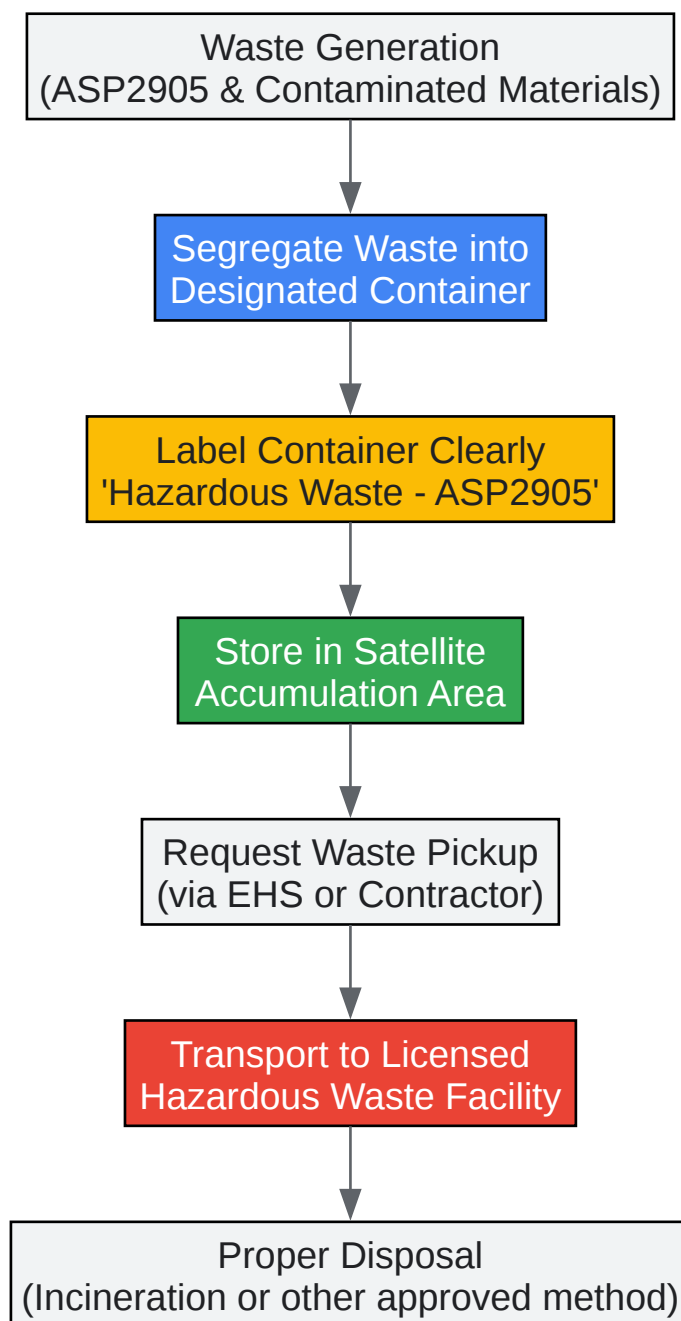 Waste Generation
(ASP2905 & Contaminated Materials)
Segregate Waste into
Designated Container
Label Container Clearly
'Hazardous Waste - ASP2905'
Store in Satellite
Accumulation Area
Request Waste Pickup
(via EHS or Contractor)
Transport to Licensed
Hazardous Waste Facility
Proper Disposal
(Incineration or other approved method)